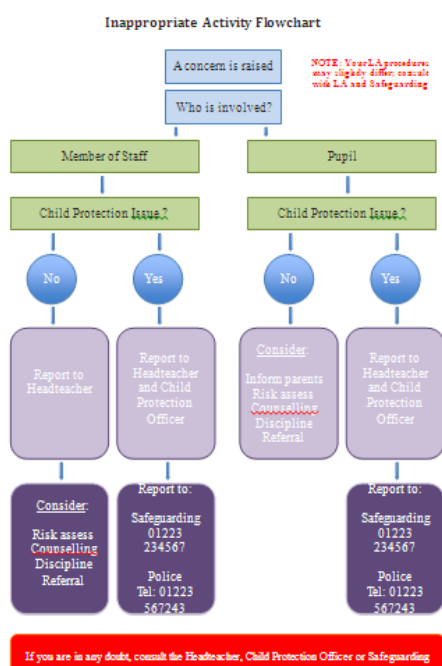 Inappropriate Activity Flowchart
A concern is raised
NOTE: Your LA procedures
may slightly differ; consult
with LA and Safeguarding
Who is involved?
Member of Staff
Pupil
Child Protection Issue.?
Child Protection Issue.?
No
Yes
No
Yes
Report to
Headteacher
Report to
Headteacher
and Child
Protection
Officer
Consider:
Inform parents
Risk assess
Counselling
Discipline
Referral
Report to
Headteacher
and Child
Protection
Officer
Consider:
Risk assess
Counselling
Discipline
Referral
Report to:
Safeguarding
01223
234567
Police
Tel: 01223
567243
Report to:
Safeguarding
01223
234567
Police
Tel: 01223
567243
If you are in any doubt, consult the Headteacher, Child Protection Officer or Safeguarding